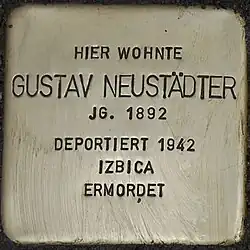 HIER WOHNTE
GUSTAV NEUSTÄDTER
JG. 1892
DEPORTIERT 1942
IZBICA
ERMORDET